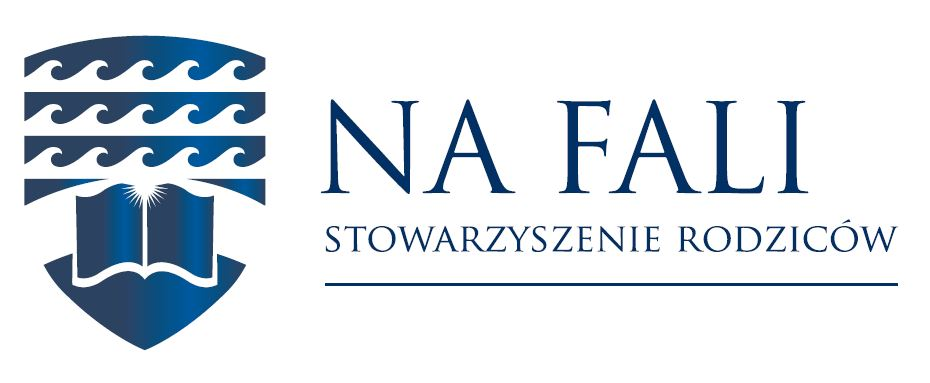 NA FALI
STOWARZYSZENIE RODZICÓW